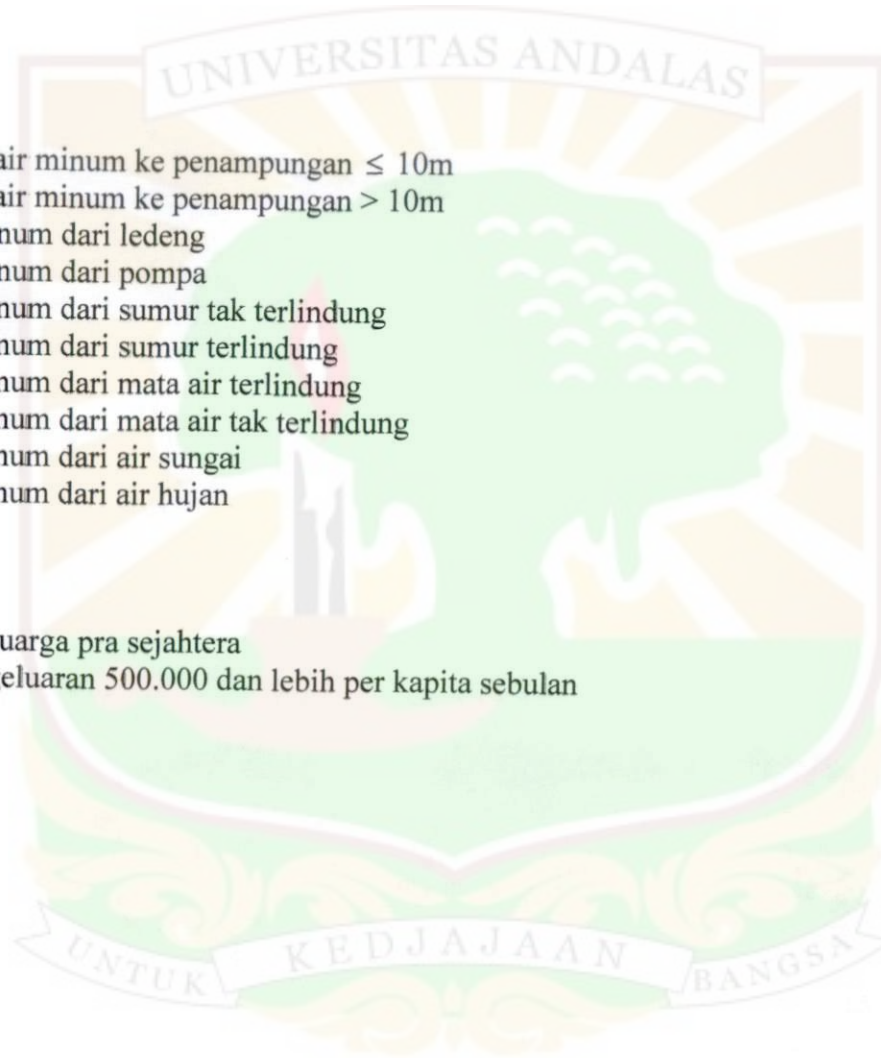 UNIVERSITAS ANDALAS
air minum ke penampungan ≤ 10m
air minum ke penampungan > 10m
num dari ledeng
num dari pompa
num dari sumur tak terlindung
num dari sumur terlindung
num dari mata air terlindung
num dari mata air tak terlindung
num dari air sungai
num dari air hujan
uarga pra sejahtera
eluaran 500.000 dan lebih per kapita sebulan
UNTUK KEDJAJAAN BANGSA